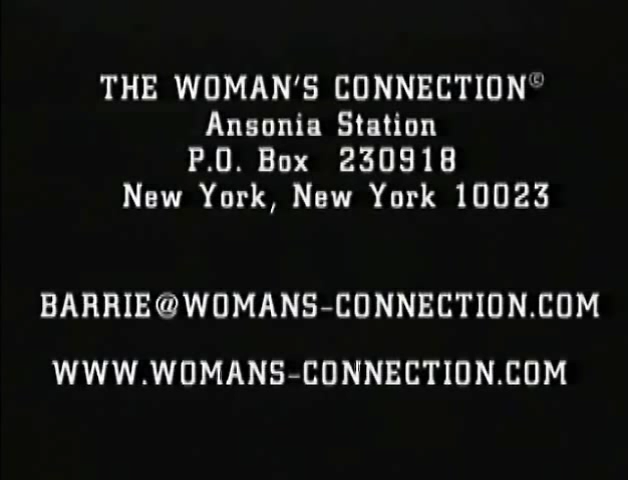 THE WOMAN'S CONNECTION©
Ansonia Station
P.O. Box 230918
New York, New York 10023
BARRIE@WOMANS-CONNECTION.COM
WWW.WOMANS-CONNECTION.COM